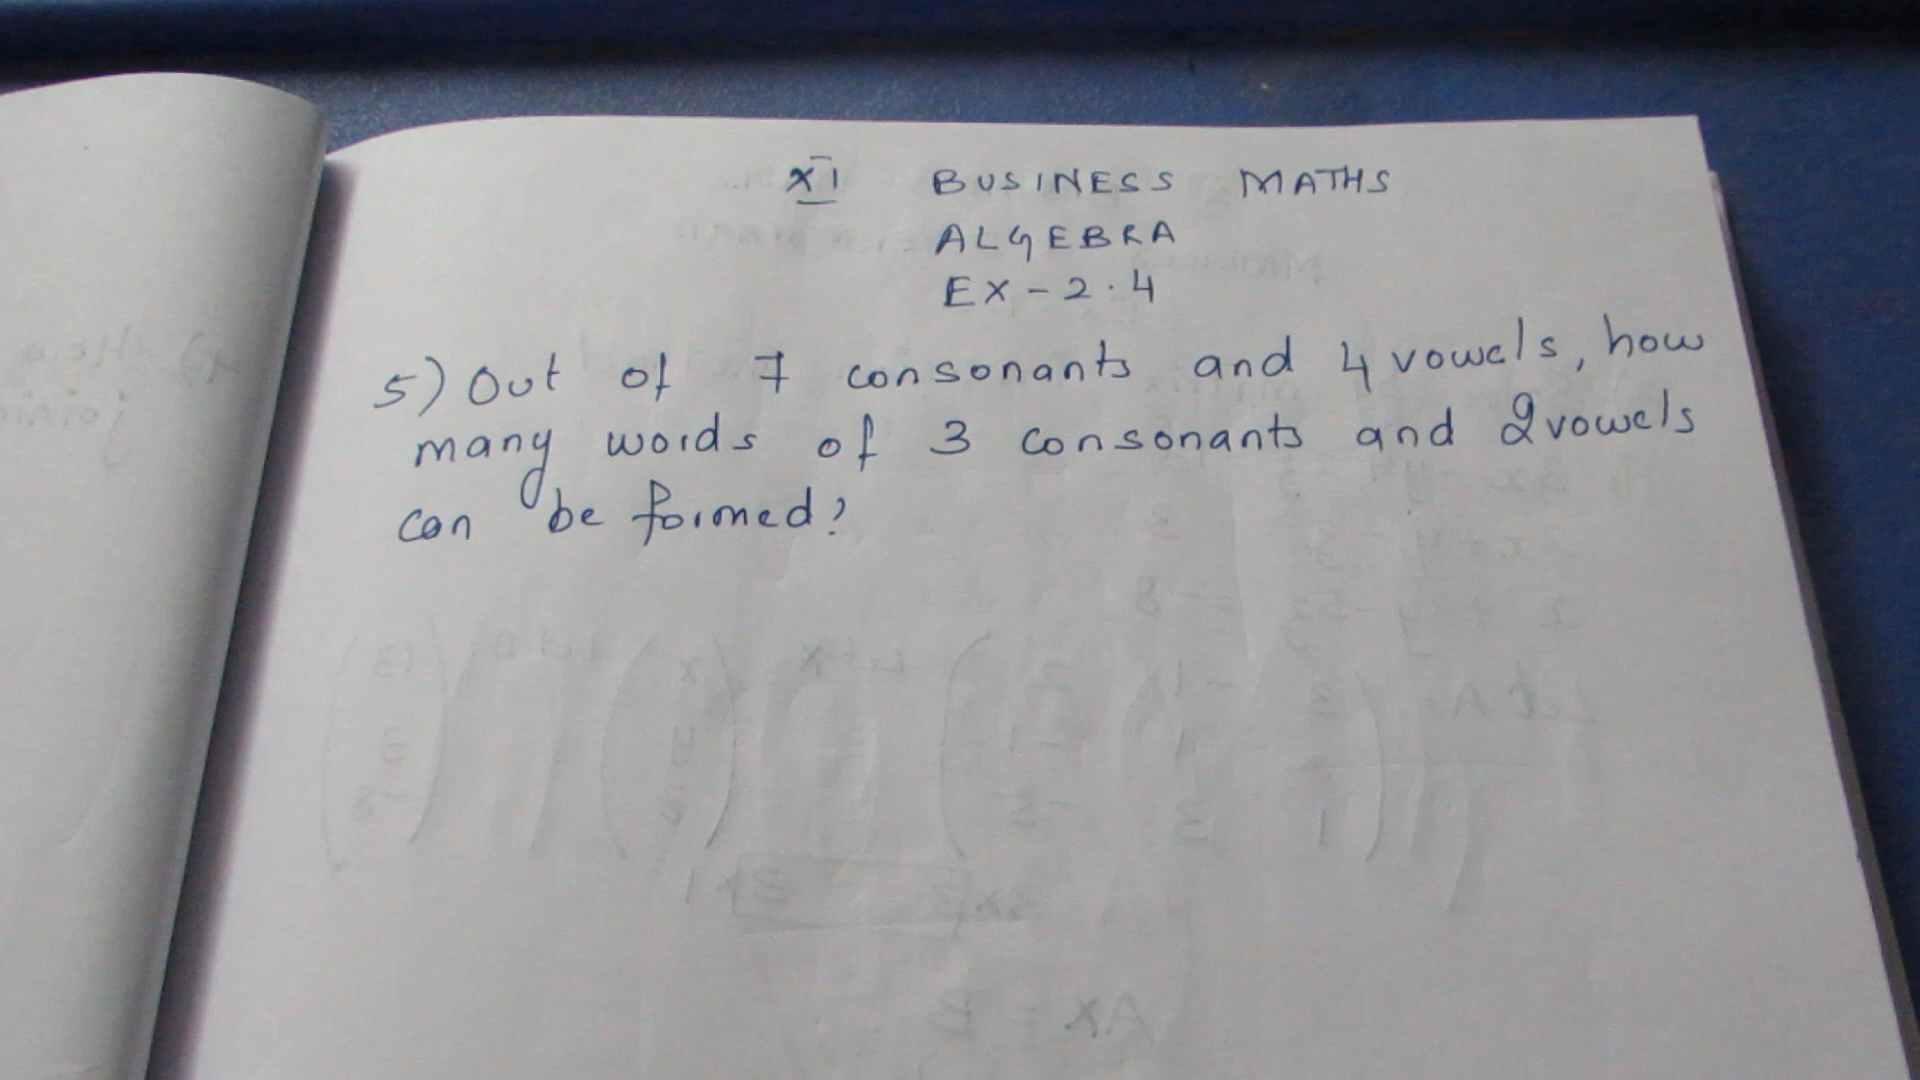 XI BUSINESS MATHS
ALGEBRA
EX - 2.4
5) Out of 7 consonants and 4 vowels, how
many words of 3 consonants and 2 vowels
can be formed?